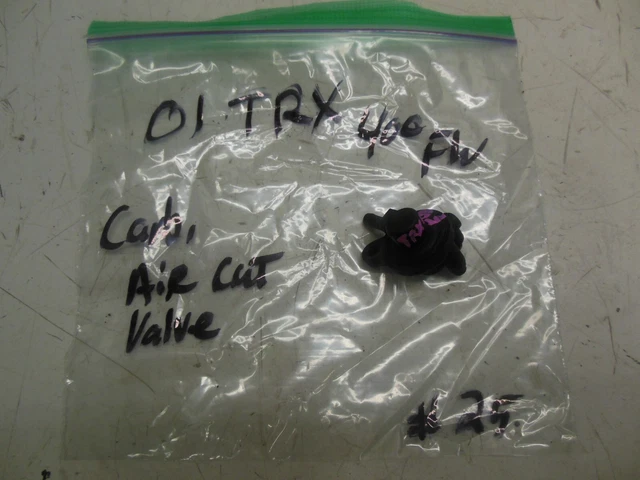 01 TRX 400 FW
Carb,
Air Cut
Valve
# 25